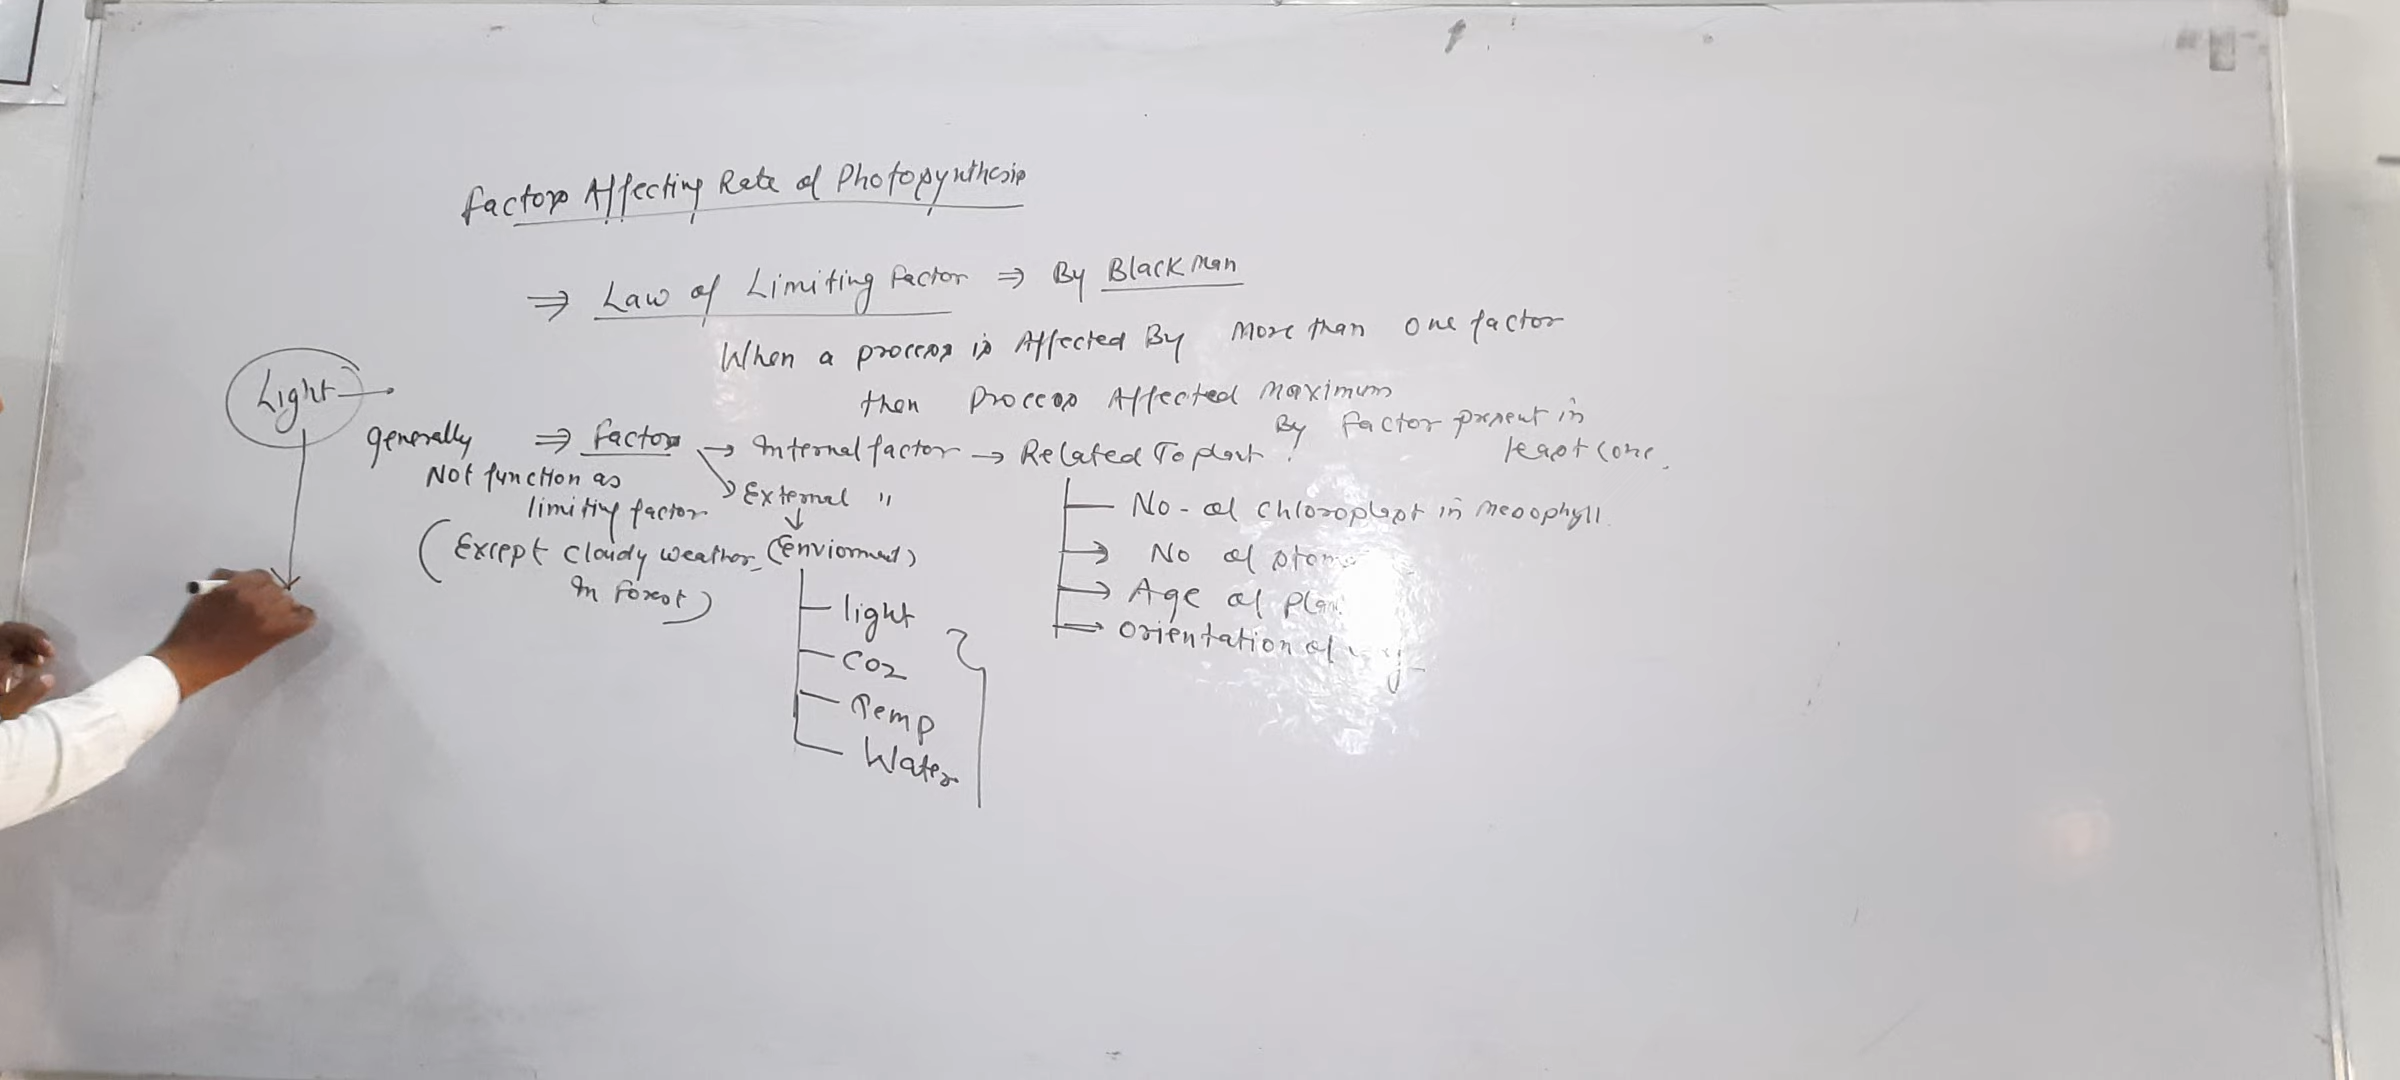 Factors Affecting Rate of Photosynthesis
⇒ Law of Limiting Factor ⇒ By Blackman
When a process is Affected By More than one factor
then Process Affected Maximum
By Factor present in
least conc.
Light →
generally
Not function as
limiting factor
(Except cloudy weather
In Forest)
⇒ Factors → Internal factor → Related To plant
→ External "
↓
(Enviorment)
light
CO2
Temp
Water
No. of chloroplast in mesophyll
→ No of
→ Age of
→ Orientation of